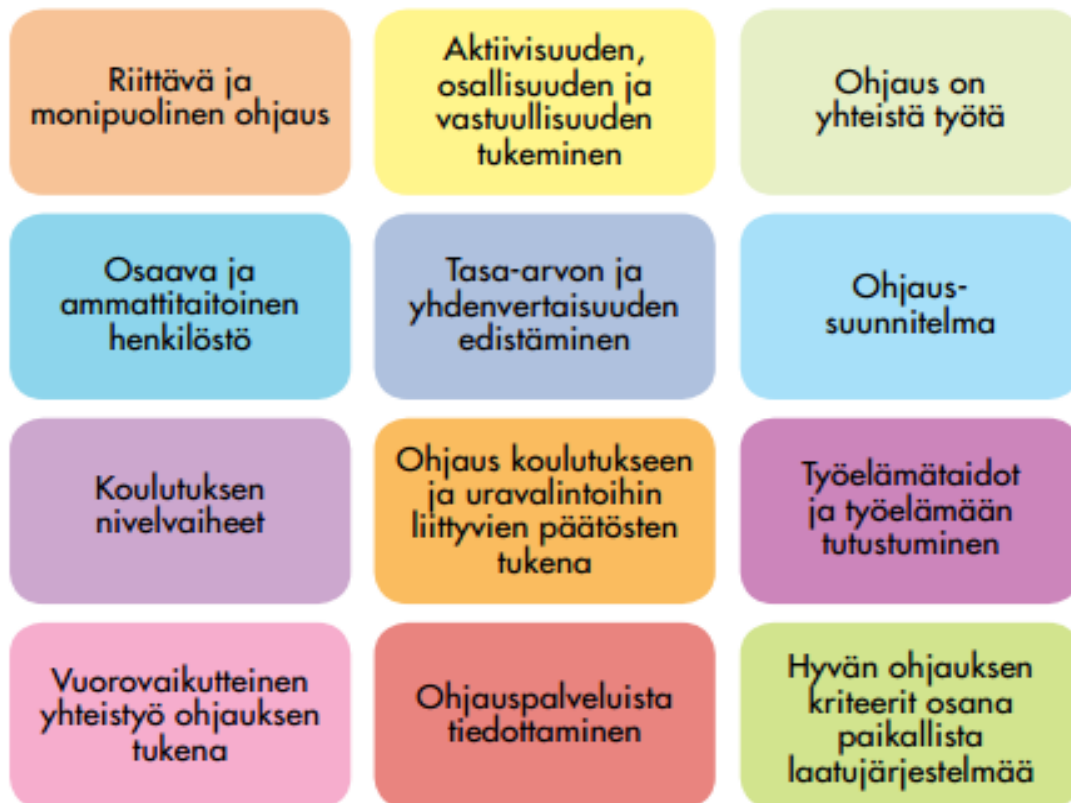 Riittävä ja
monipuolinen ohjaus
Aktiivisuuden,
osallisuuden ja
vastuullisuuden
tukeminen
Ohjaus on
yhteistä työtä
Osaava ja
ammattitaitoinen
henkilöstö
Tasa-arvon ja
yhdenvertaisuuden
edistäminen
Ohjaus-
suunnitelma
Koulutuksen
nivelvaiheet
Ohjaus koulutukseen
ja uravalintoihin
liittyvien päätösten
tukena
Työelämätaidot
ja työelämään
tutustuminen
Vuorovaikutteinen
yhteistyö ohjauksen
tukena
Ohjauspalveluista
tiedottaminen
Hyvän ohjauksen
kriteerit osana
paikallista
laatujärjestelmää